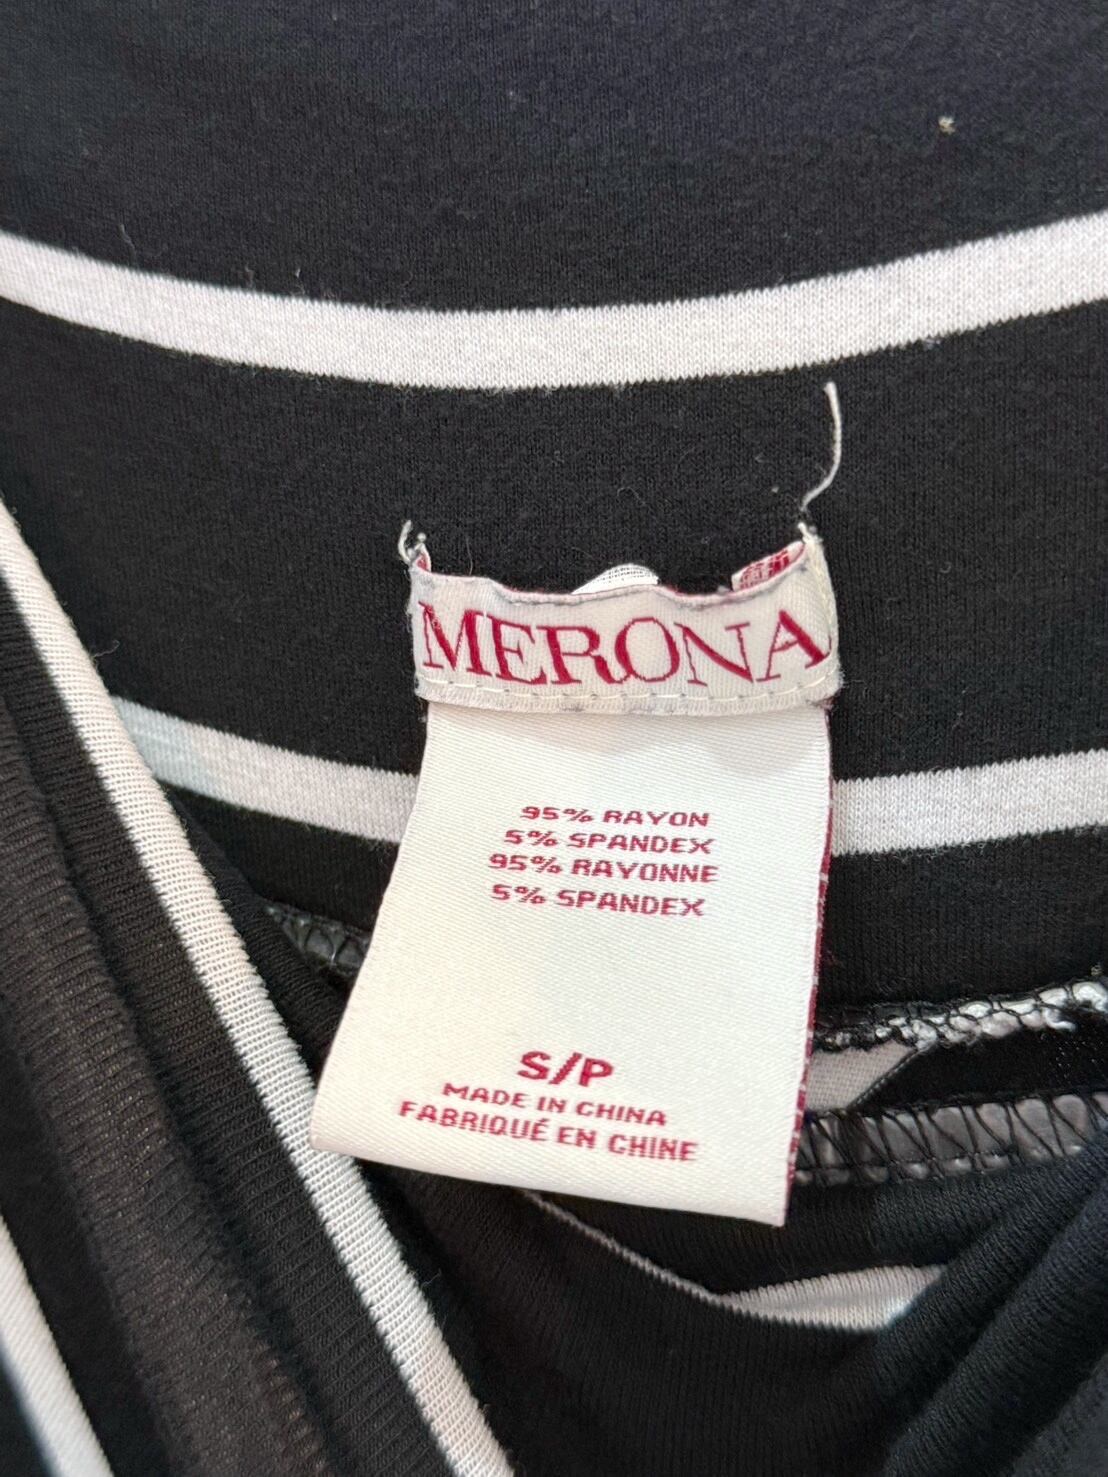 MERONA
95% RAYON
5% SPANDEX
95% RAYONNE
5% SPANDEX
S/P
MADE IN CHINA
FABRIQUÉ EN CHINE